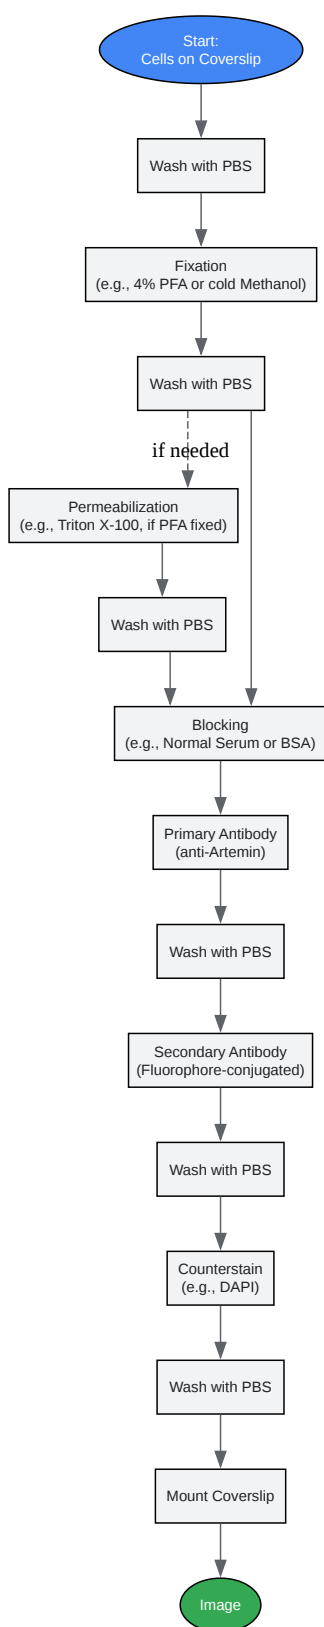 Start:
Cells on Coverslip
Wash with PBS
Fixation
(e.g., 4% PFA or cold Methanol)
Wash with PBS
if needed
Permeabilization
(e.g., Triton X-100, if PFA fixed)
Wash with PBS
Blocking
(e.g., Normal Serum or BSA)
Primary Antibody
(anti-Artemin)
Wash with PBS
Secondary Antibody
(Fluorophore-conjugated)
Wash with PBS
Counterstain
(e.g., DAPI)
Wash with PBS
Mount Coverslip
Image